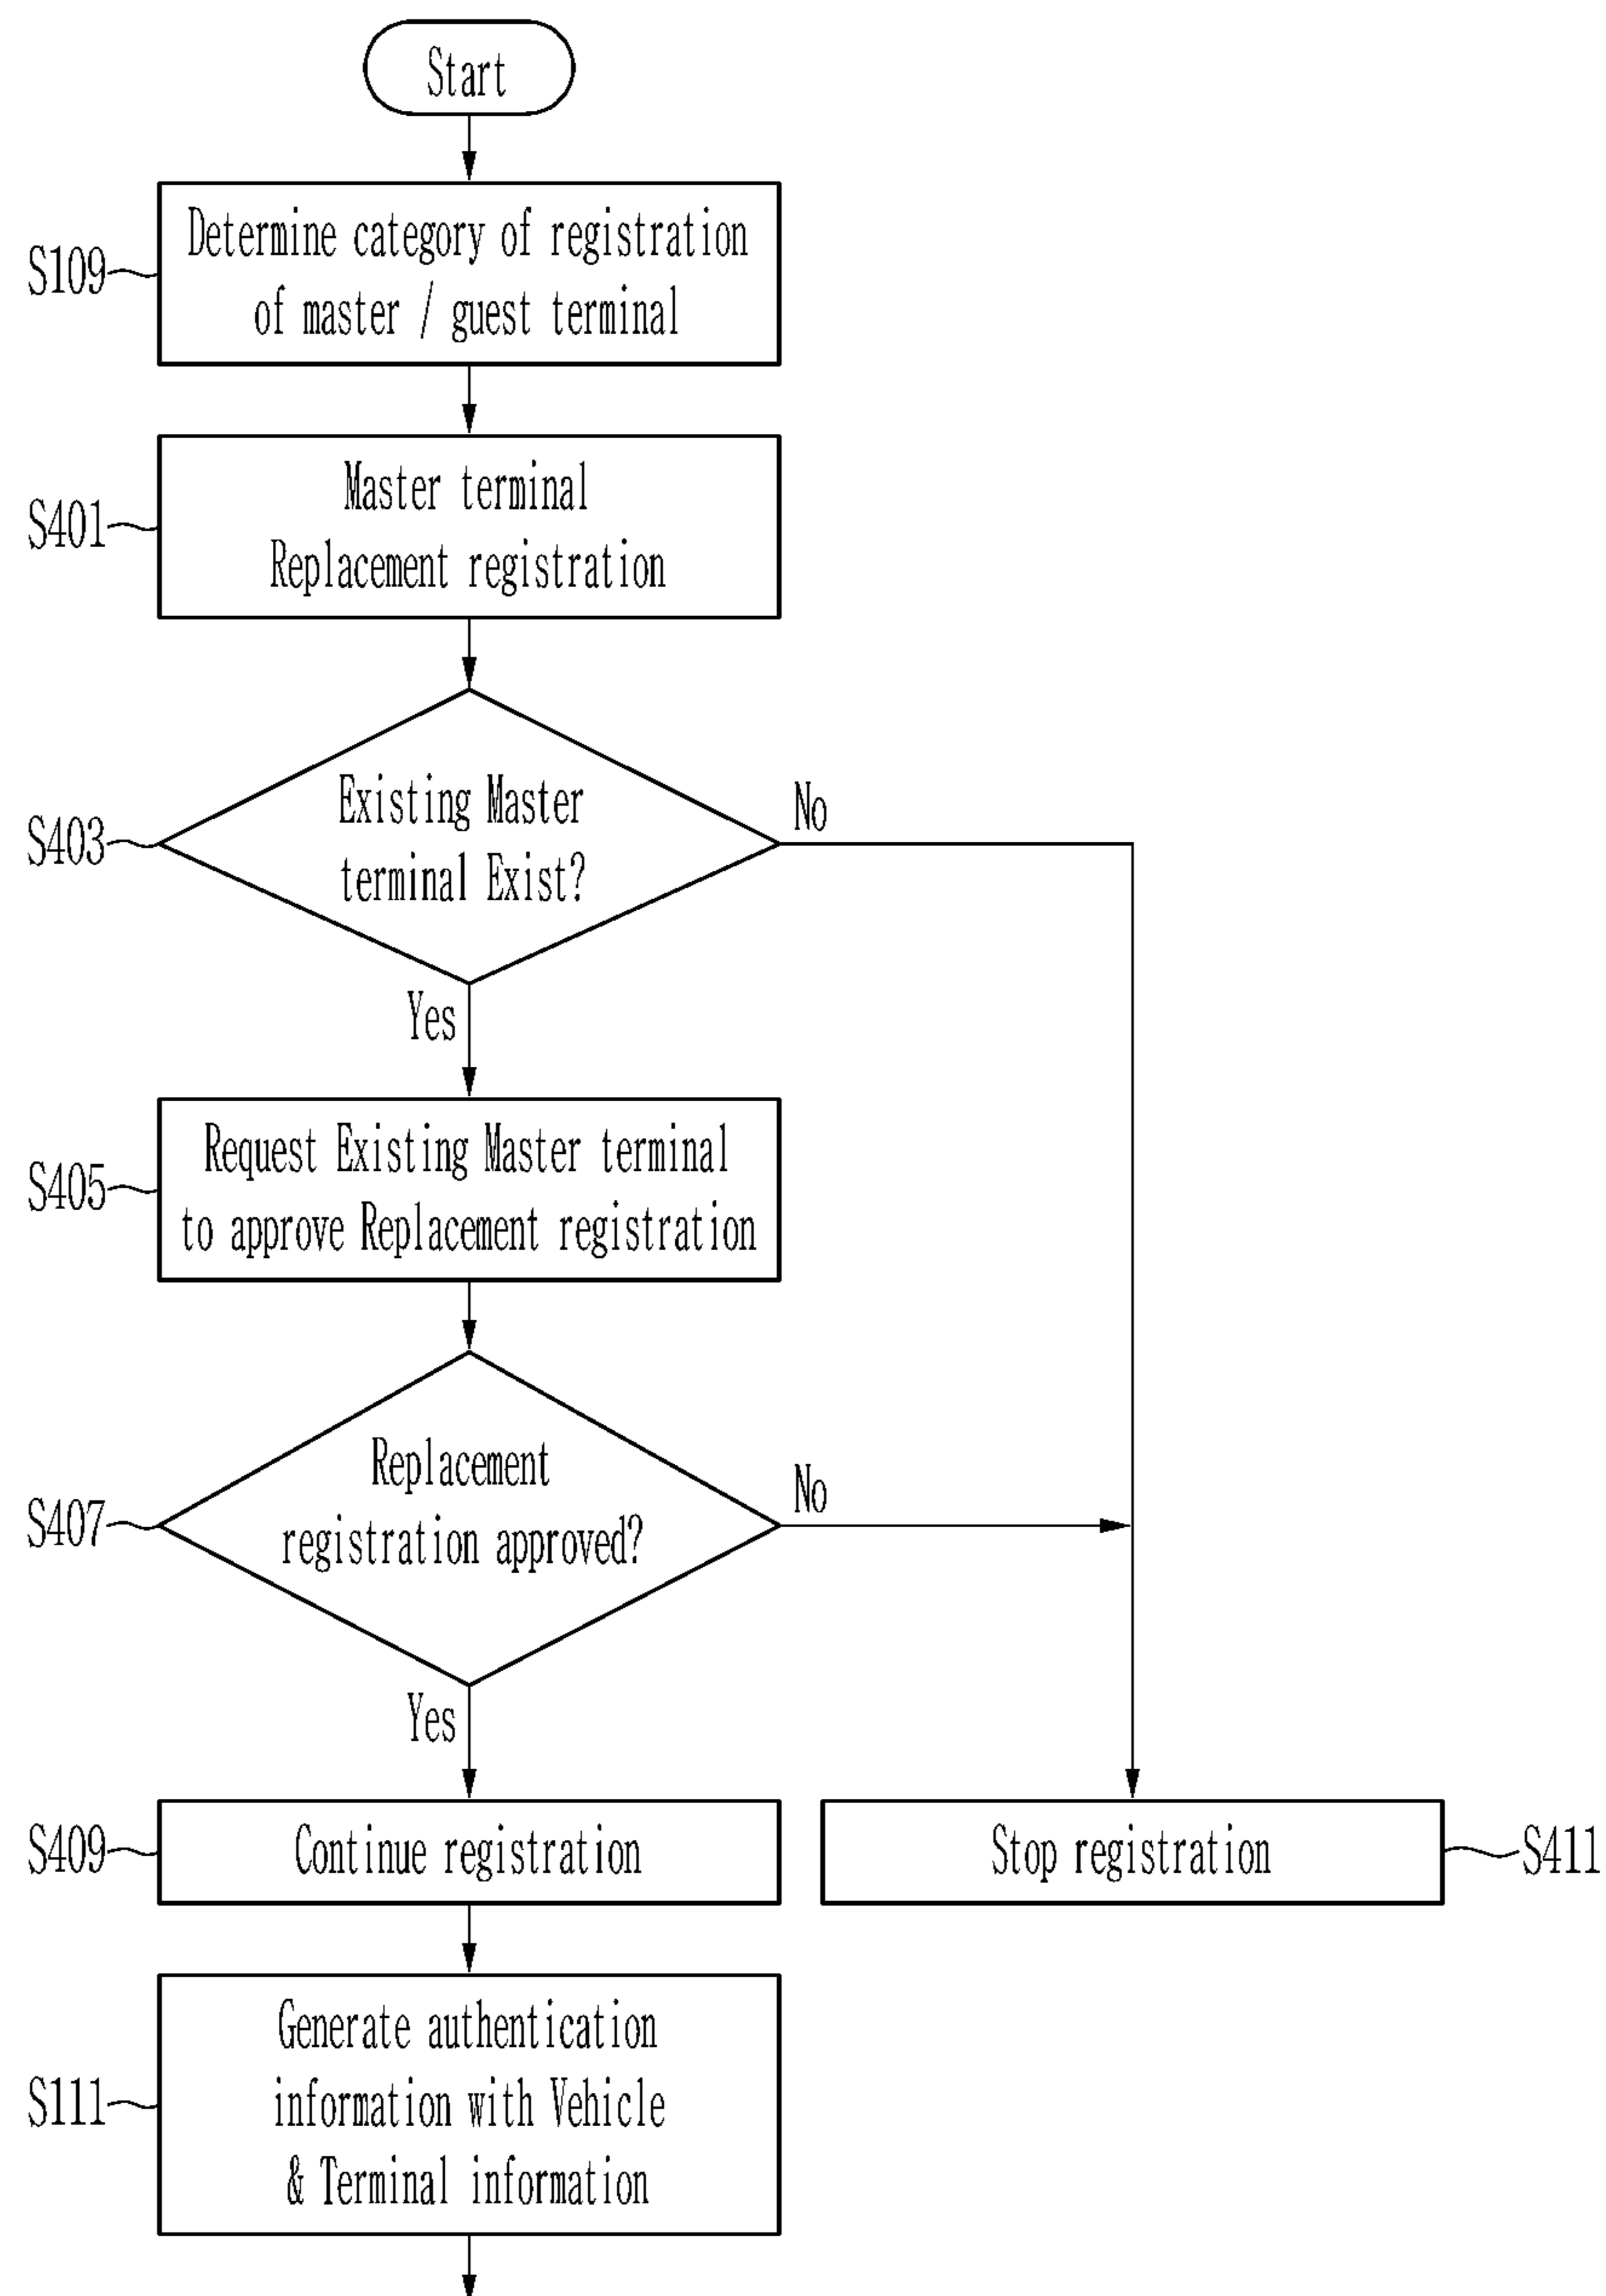 Start
S109
Determine category of registration
of master / guest terminal
S401
Master terminal
Replacement registration
S403
Existing Master
terminal Exist?
No
Yes
S405
Request Existing Master terminal
to approve Replacement registration
S407
Replacement
registration approved?
No
Yes
S409
Continue registration
Stop registration
S411
S111
Generate authentication
information with Vehicle
& Terminal information